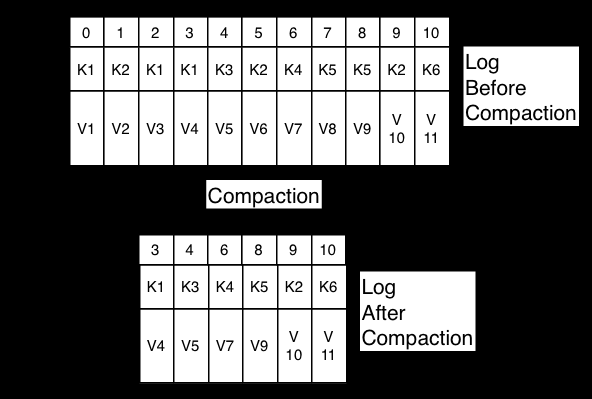 0 1 2 3 4 5 6 7 8 9 10
K1 K2 K1 K1 K3 K2 K4 K5 K5 K2 K6
V1 V2 V3 V4 V5 V6 V7 V8 V9 V 10 V 11
Log
Before
Compaction
Compaction
3 4 6 8 9 10
K1 K3 K4 K5 K2 K6
V4 V5 V7 V9 V 10 V 11
Log
After
Compaction